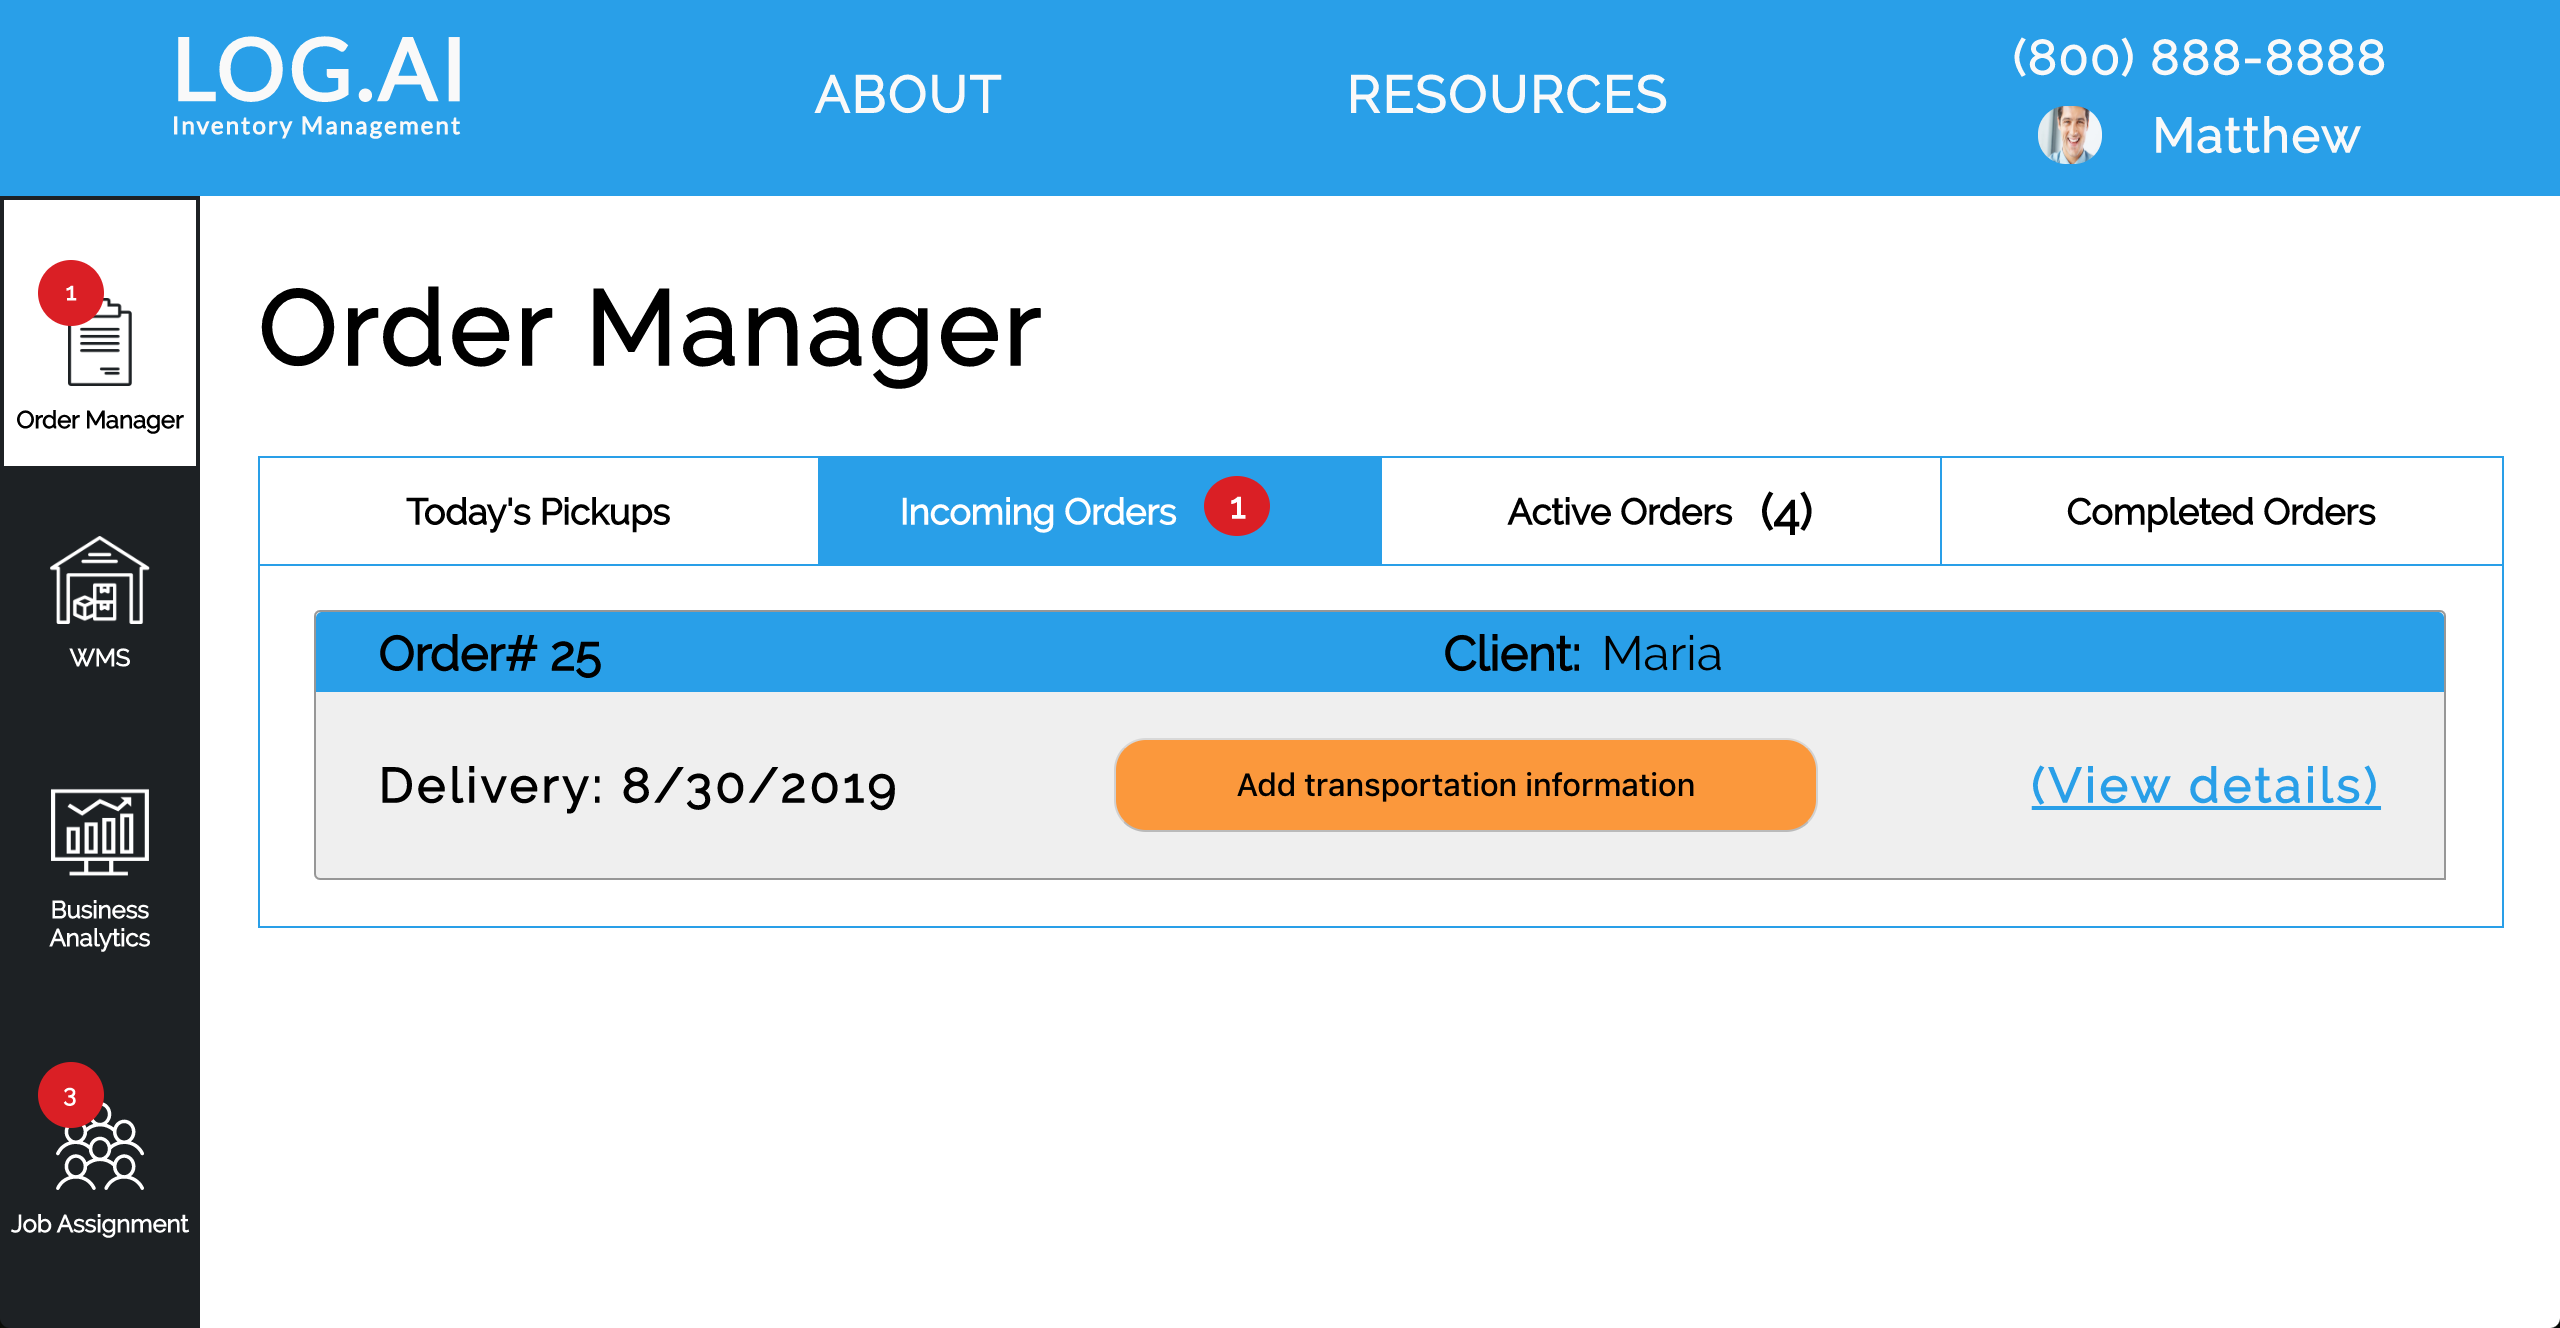 LOG.AI
Inventory Management
ABOUT
RESOURCES
(800) 888-8888
Matthew
1
Order Manager
WMS
Business
Analytics
3
Job Assignment
Order Manager
Today's Pickups
Incoming Orders 1
Active Orders (4)
Completed Orders
Order# 25
Client: Maria
Delivery: 8/30/2019
Add transportation information
(View details)